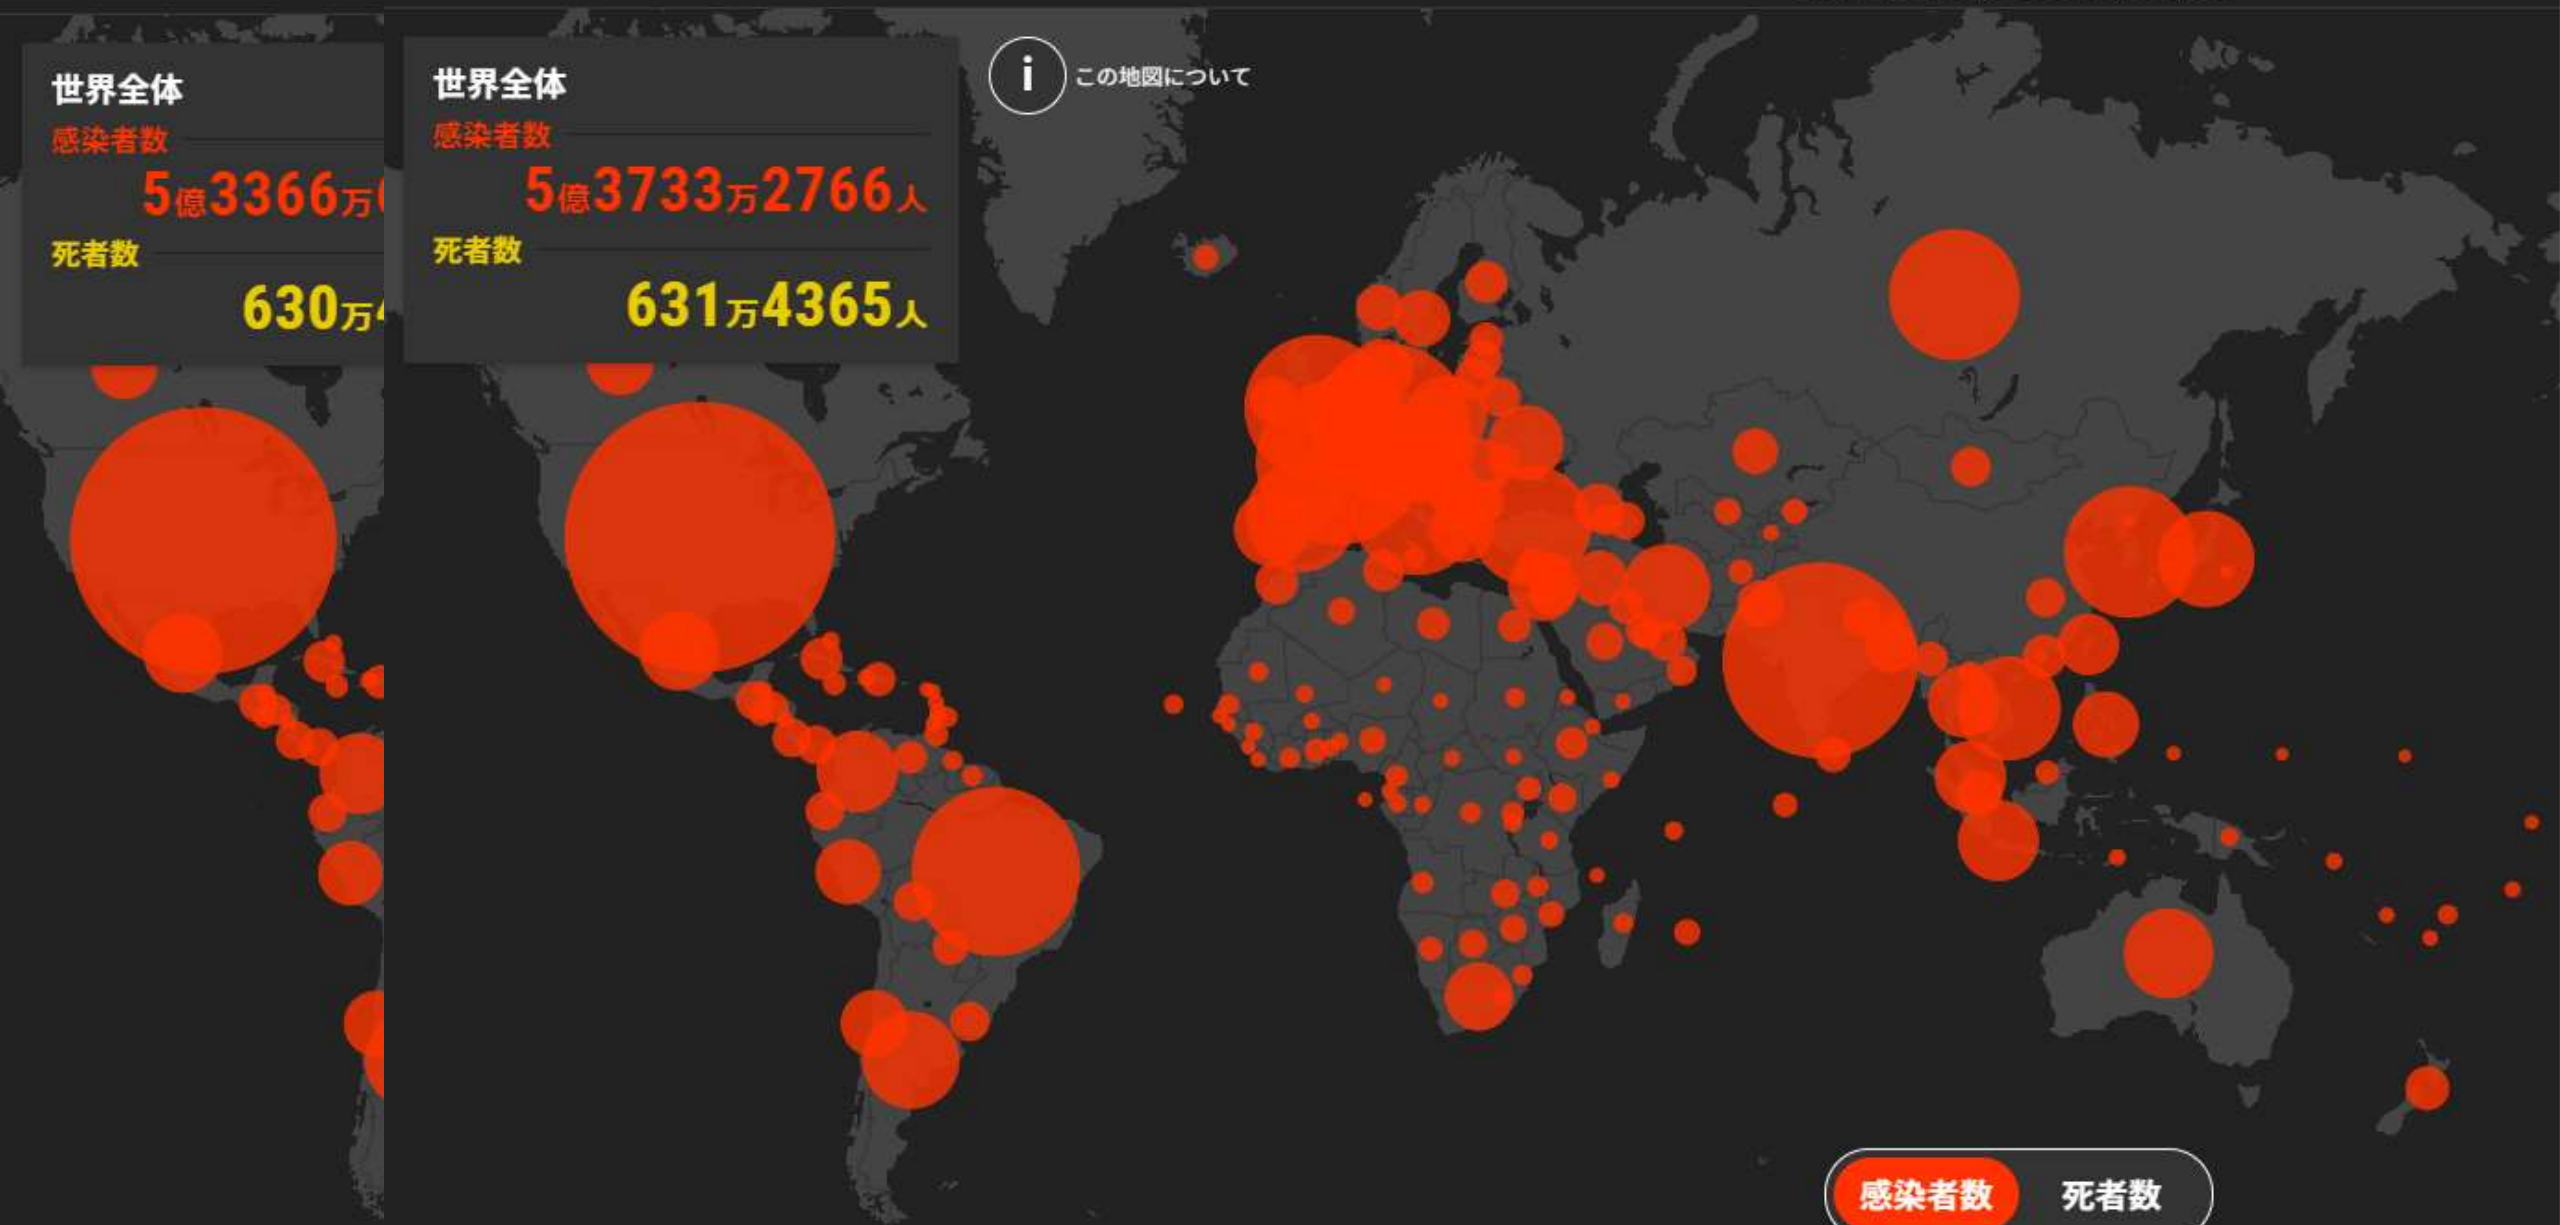 世界全体
感染者数
5億3366万
死者数
630万
世界全体
感染者数
5億3733万2766人
死者数
631万4365人
i この地図について
感染者数 死者数